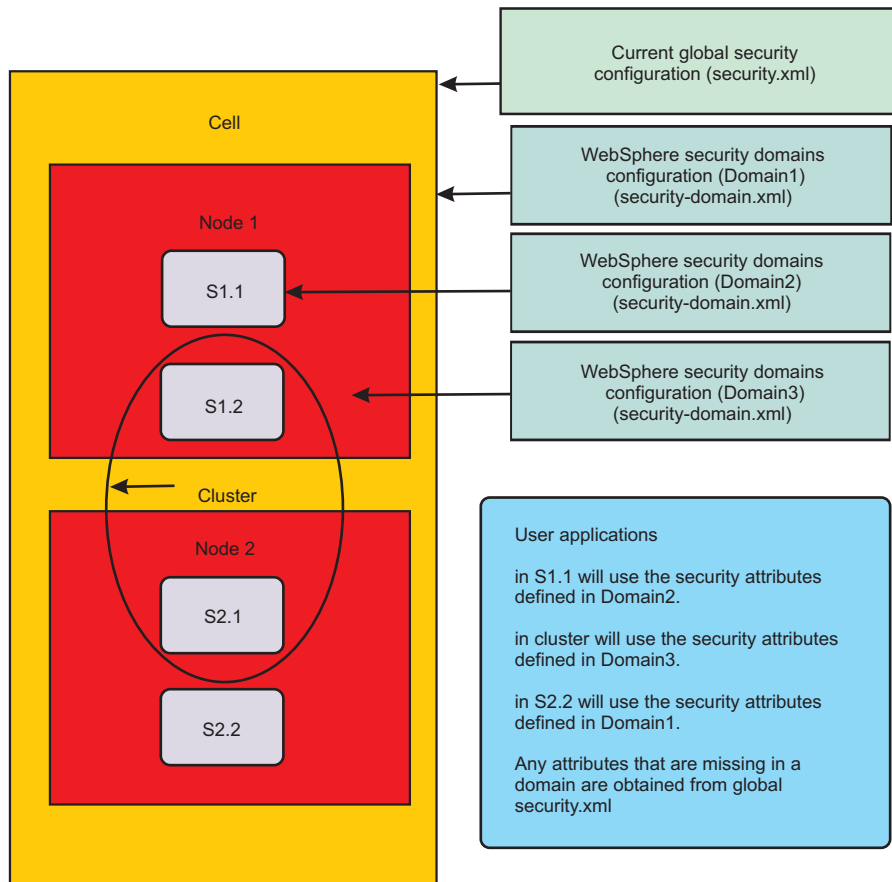 Current global security
configuration (security.xml)
Cell
WebSphere security domains
configuration (Domain1)
(security-domain.xml)
Node 1
WebSphere security domains
configuration (Domain2)
(security-domain.xml)
S1.1
WebSphere security domains
configuration (Domain3)
(security-domain.xml)
S1.2
Cluster
Node 2
S2.1
S2.2
User applications
in S1.1 will use the security attributes
defined in Domain2.
in cluster will use the security attributes
defined in Domain3.
in S2.2 will use the security attributes
defined in Domain1.
Any attributes that are missing in a
domain are obtained from global
security.xml